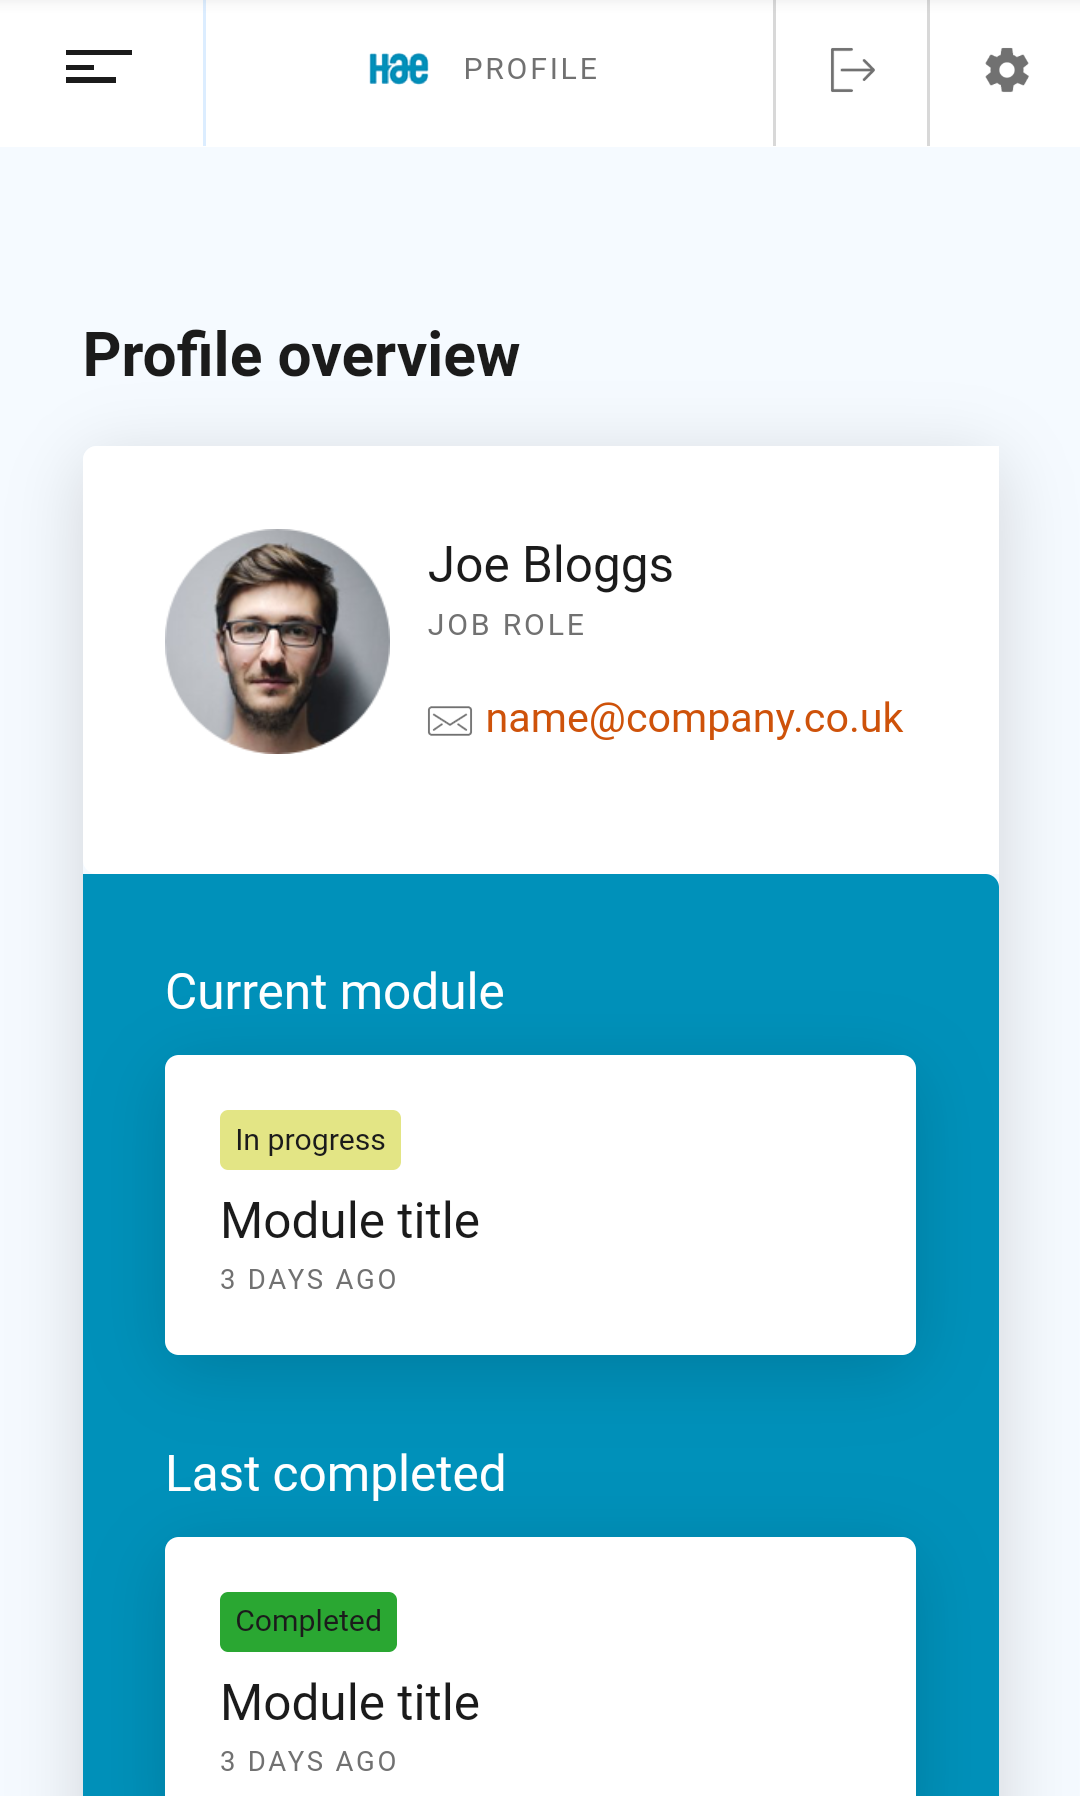 Hae PROFILE
Profile overview
Joe Bloggs
JOB ROLE
name@company.co.uk
Current module
In progress
Module title
3 DAYS AGO
Last completed
Completed
Module title
3 DAYS AGO